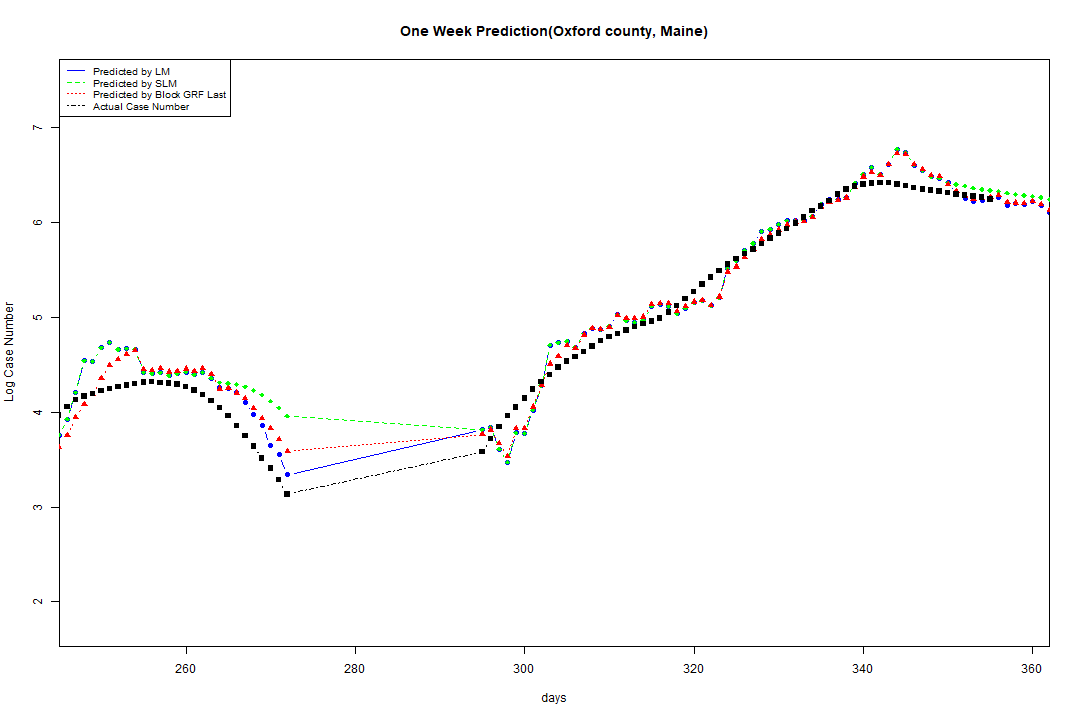 One Week Prediction(Oxford county, Maine)
Predicted by LM
Predicted by SLM
Predicted by Block GRF Last
Actual Case Number
7
6
5
4
3
2
Log Case Number
260 280 300 320 340 360
days